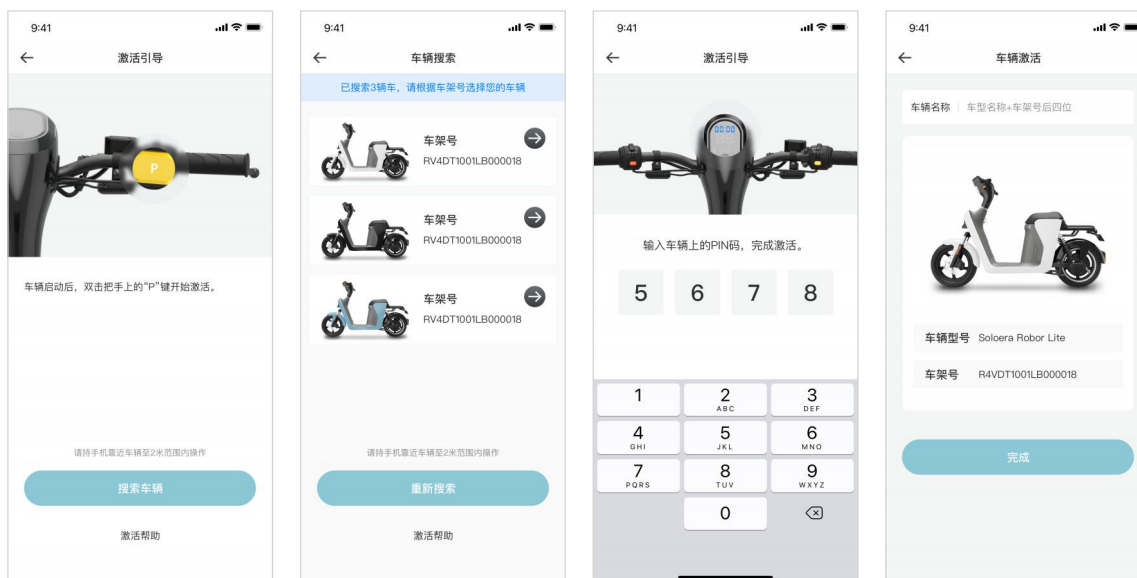 9:41
激活引导
P
车辆启动后，双击把手上的“P”键开始激活。
请持手机靠近车辆至2米范围内操作
搜索车辆
激活帮助
9:41
车辆搜索
已搜索3辆车，请根据车架号选择您的车辆
车架号
RV4DT1001LB000018
车架号
RV4DT1001LB000018
车架号
RV4DT1001LB000018
请持手机靠近车辆至2米范围内操作
重新搜索
激活帮助
9:41
激活引导
00:00
输入车辆上的PIN码，完成激活。
5 6 7 8
1 2 3
ABC DEF
4 5 6
GHI JKL MNO
7 8 9
PQRS TUV WXYZ
0
9:41
车辆激活
车辆名称 车型名称+车架号后四位
车辆型号 Soloera Robor Lite
车架号 R4VDT1001LB000018
完成